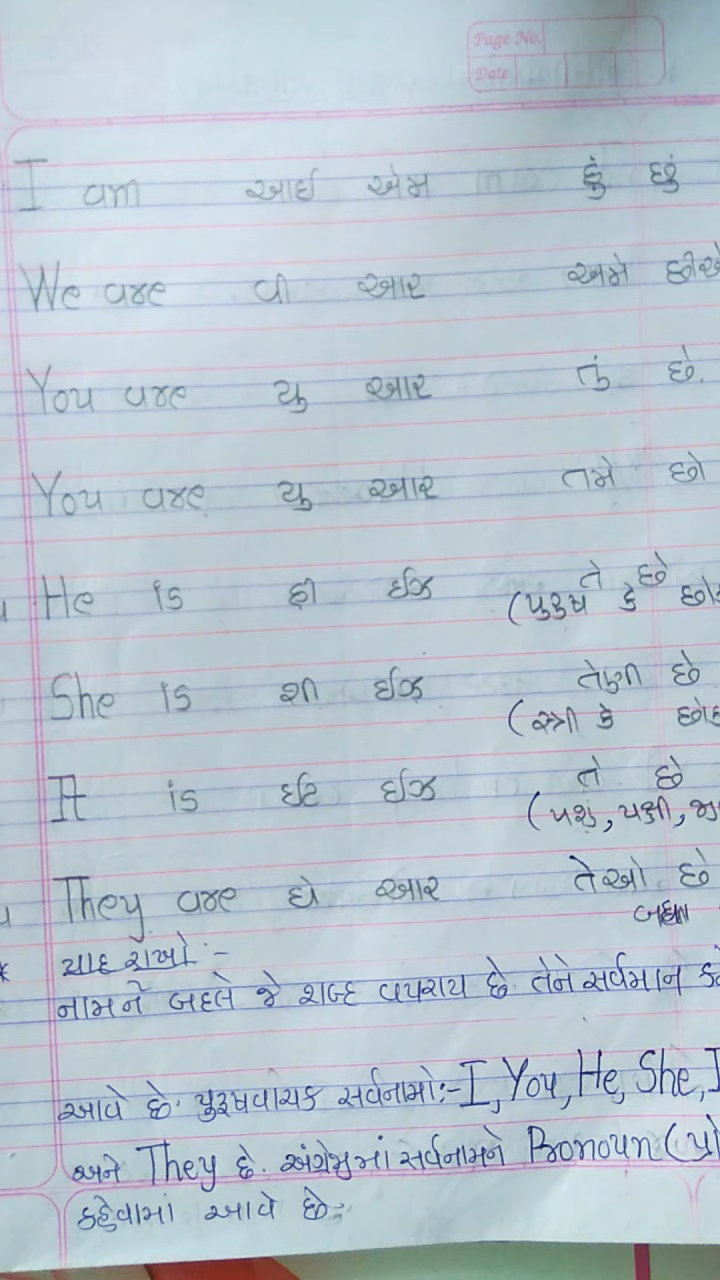 Page No.
Date
I am આઈ એમ હું છું
We are વી આર અમે
You are યુ આર તું છે.
You are યુ આર તમે છો
He is હી ઈઝ તે છે
(પુરુષ કે
She is શી ઈઝ તેણી છે
(સ્ત્રી કે
It is ઈટ ઈઝ તે છે
(પશું, પક્ષી,
They are ધે આર તેઓ છે
બધા
* યાદ રાખો :-
નામને બદલે જે શબ્દ વપરાય છે. તેને સર્વમાન
આવે છે. પુરૂષવાચક સર્વનામો:- I, You, He, She, I
અને They છે. અંગ્રેજીમાં સર્વનામને Pronoun (પ્રો
કહેવામાં આવે છે.